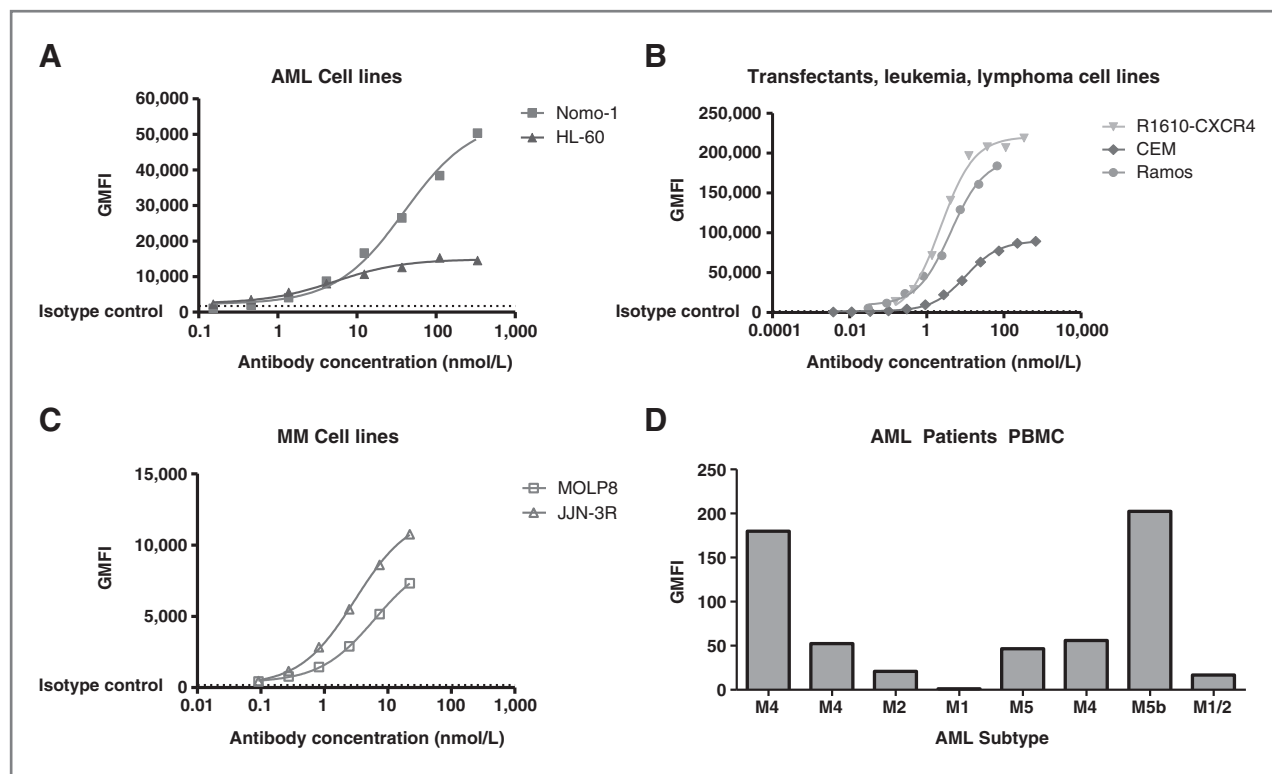 A
AML Cell lines
60,000
50,000
40,000
30,000
20,000
10,000
0
GMFI
Isotype control
0.1 1 10 100 1,000
Antibody concentration (nmol/L)
Nomo-1
HL-60
B
Transfectants, leukemia, lymphoma cell lines
250,000
200,000
150,000
100,000
50,000
0
GMFI
Isotype control
0.0001 0.01 1 100 10,000
Antibody concentration (nmol/L)
R1610-CXCR4
CEM
Ramos
C
MM Cell lines
15,000
10,000
5,000
0
GMFI
Isotype control
0.01 0.1 1 10 100 1,000
Antibody concentration (nmol/L)
MOLP8
JJN-3R
D
AML Patients PBMC
250
200
150
100
50
0
GMFI
M4 M4 M2 M1 M5 M4 M5b M1/2
AML Subtype